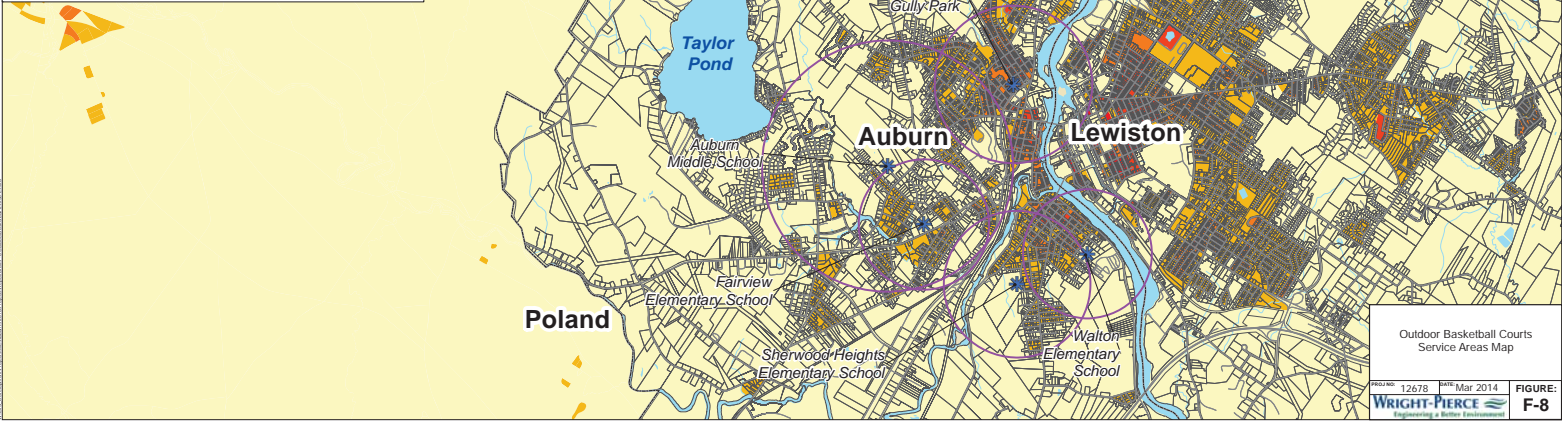 Gully Park
Taylor
Pond
Auburn
Lewiston
Auburn
Middle School
Fairview
Elementary School
Poland
Sherwood Heights
Elementary School
Walton
Elementary
School
Outdoor Basketball Courts
Service Areas Map
PROJ NO: 12678 DATE: Mar 2014 FIGURE:
WRIGHT-PIERCE
Engineering a Better Environment
F-8